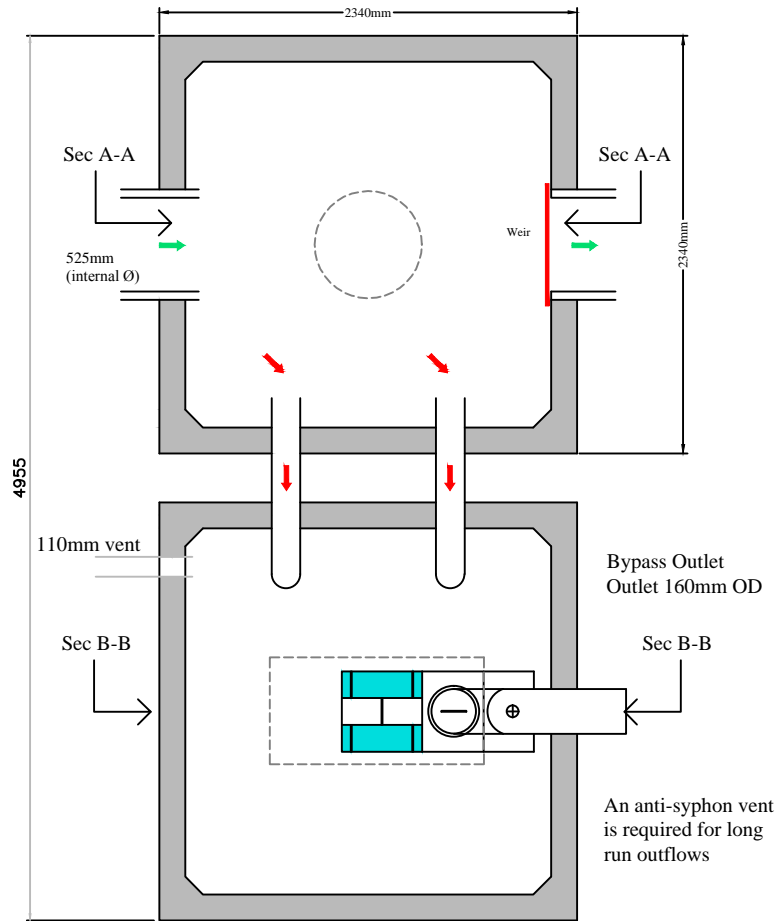 2340mm
Sec A-A
Sec A-A
Weir
2340mm
525mm
(internal Ø)
4955
110mm vent
Bypass Outlet
Outlet 160mm OD
Sec B-B
Sec B-B
An anti-syphon vent
is required for long
run outflows